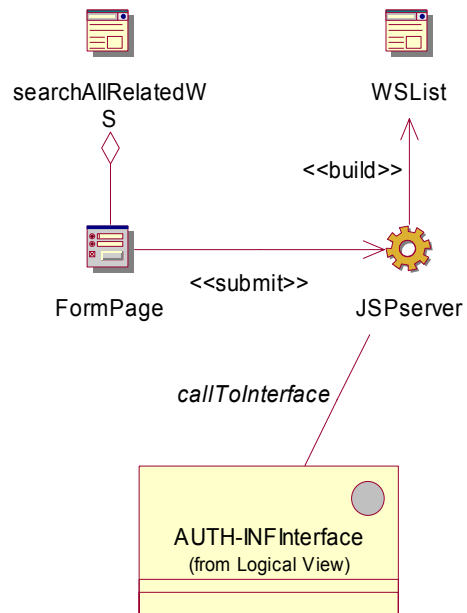 searchAllRelatedW
S
WSList
<<build>>
<<submit>>
FormPage
JSPserver
callToInterface
AUTH-INFInterface
(from Logical View)